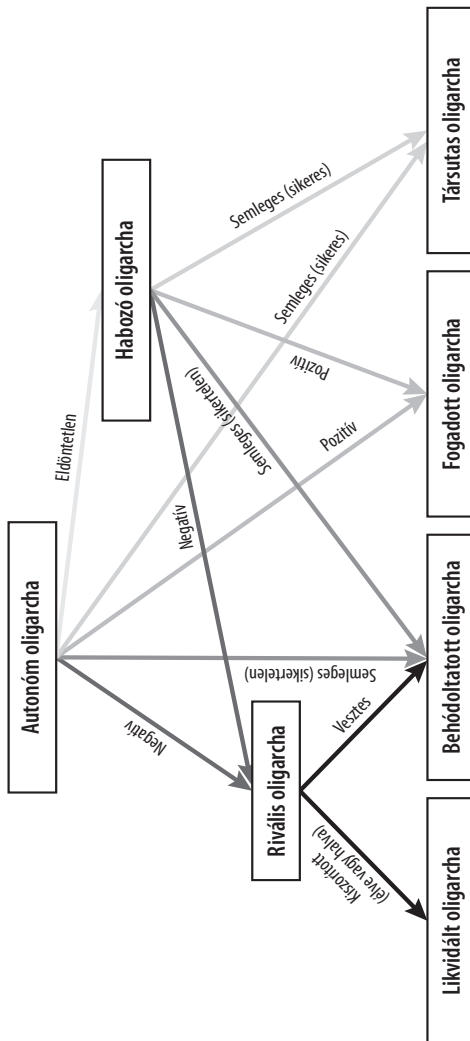 Autonóm oligarcha
Eldöntetlen
Habozó oligarcha
Negatív
Semleges (sikertelen)
Pozitív
Semleges (sikeres)
Negatív
Semleges (sikertelen)
Pozitív
Semleges (sikeres)
Rivális oligarcha
Kiszorított
(élve vagy halva)
Vesztes
Likvidált oligarcha
Behódoltatott oligarcha
Fogadott oligarcha
Társutas oligarcha